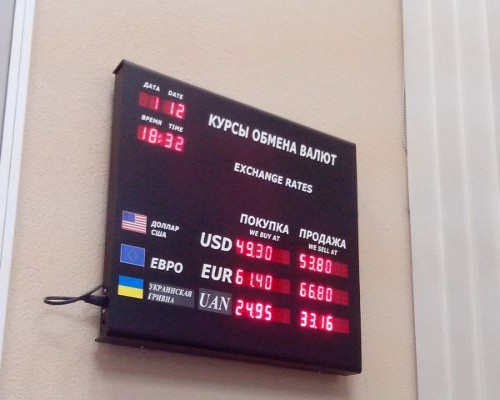 ДАТА DATE
1 12
ВРЕМЯ TIME
18:32
КУРСЫ ОБМЕНА ВАЛЮТ
EXCHANGE RATES
ПОКУПКА ПРОДАЖА
WE BUY AT WE SELL AT
ДОЛЛАР США USD 49.30 53.80
ЕВРО EUR 61.40 66.80
УКРАИНСКАЯ ГРИВНА UAN 24.95 33.16